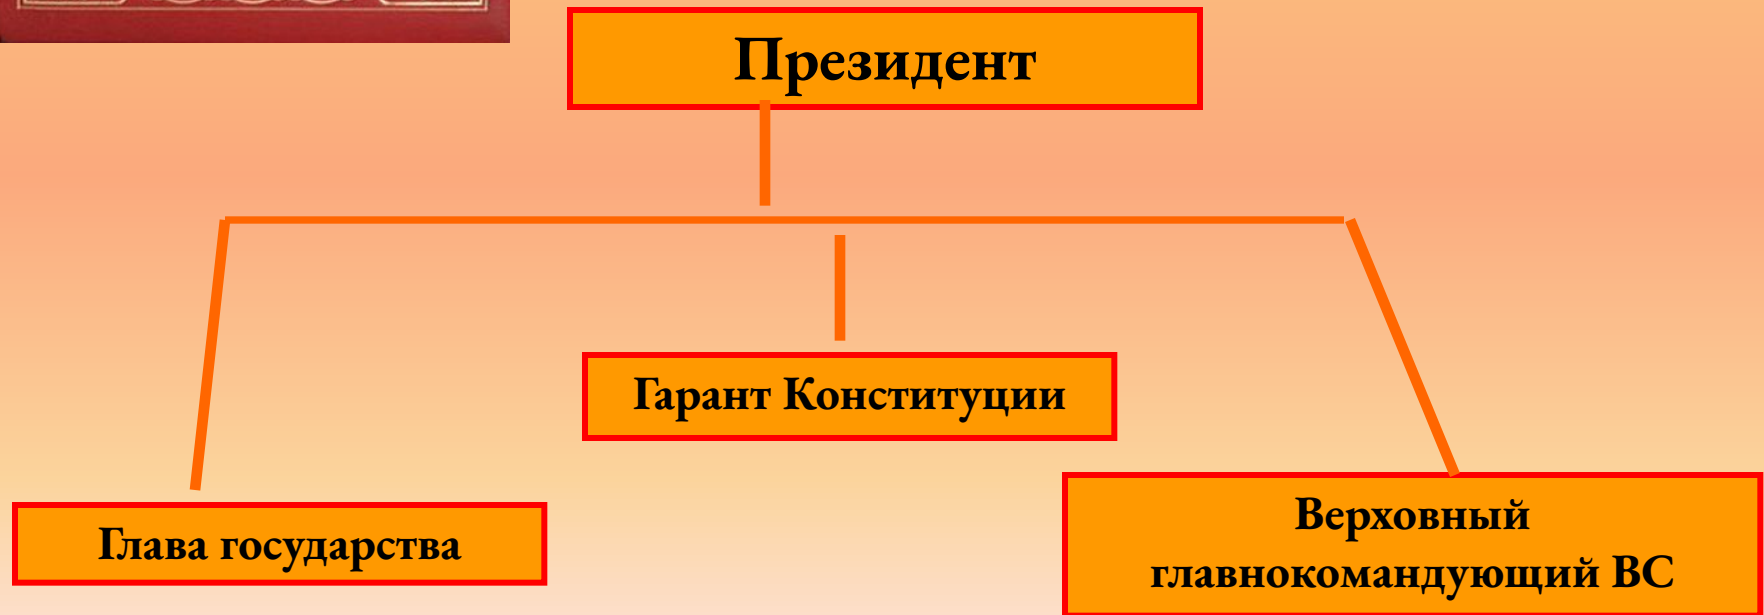 Президент
Гарант Конституции
Глава государства
Верховный
главнокомандующий ВС